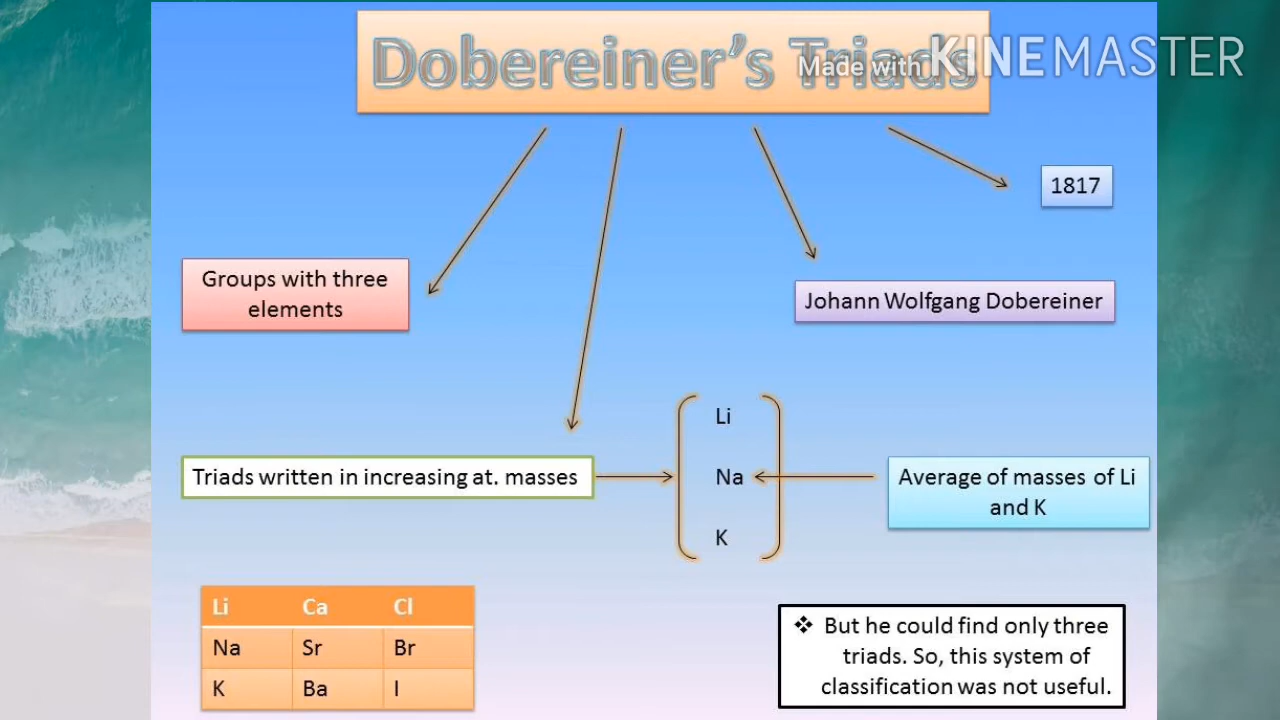 Dobereiner's Triads
Made with KINEMASTER
1817
Groups with three
elements
Johann Wolfgang Dobereiner
Li
Triads written in increasing at. masses
Na
Average of masses of Li
and K
K
Li Ca Cl
Na Sr Br
K Ba I
❖ But he could find only three
triads. So, this system of
classification was not useful.